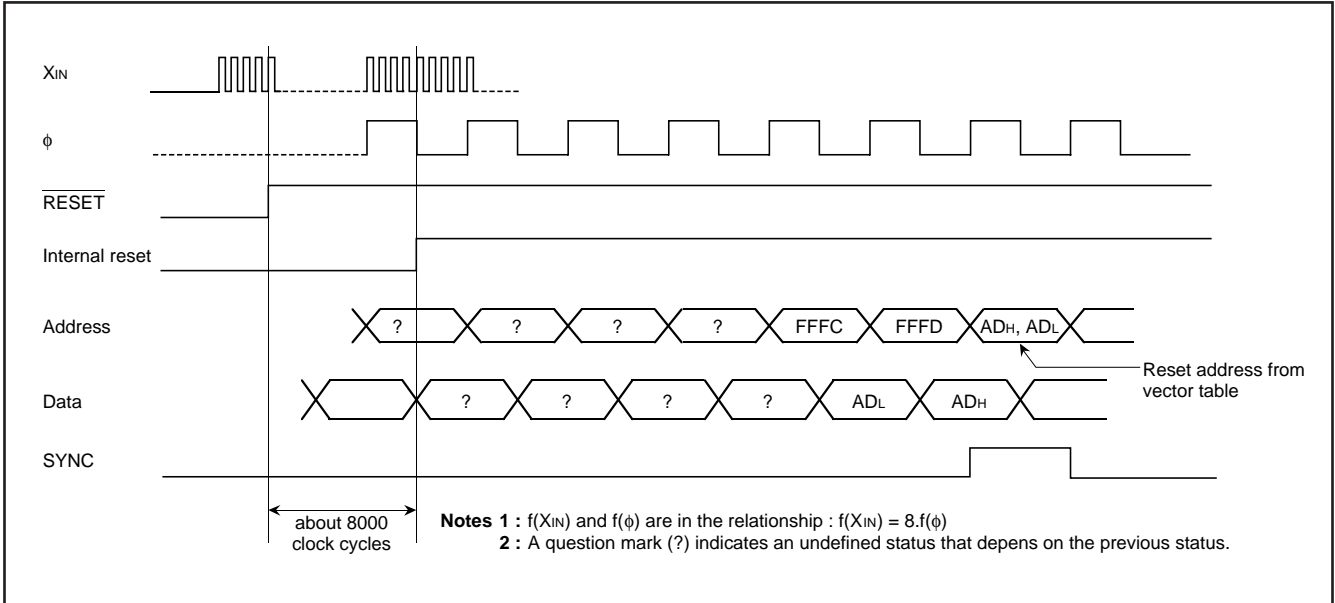 XIN
ϕ
RESET
Internal reset
Address
? ? ? ? FFFC FFFD ADH, ADL
Reset address from
vector table
Data
? ? ? ? ADL ADH
SYNC
about 8000
clock cycles
Notes 1 : f(XIN) and f(ϕ) are in the relationship : f(XIN) = 8.f(ϕ)
2 : A question mark (?) indicates an undefined status that depens on the previous status.